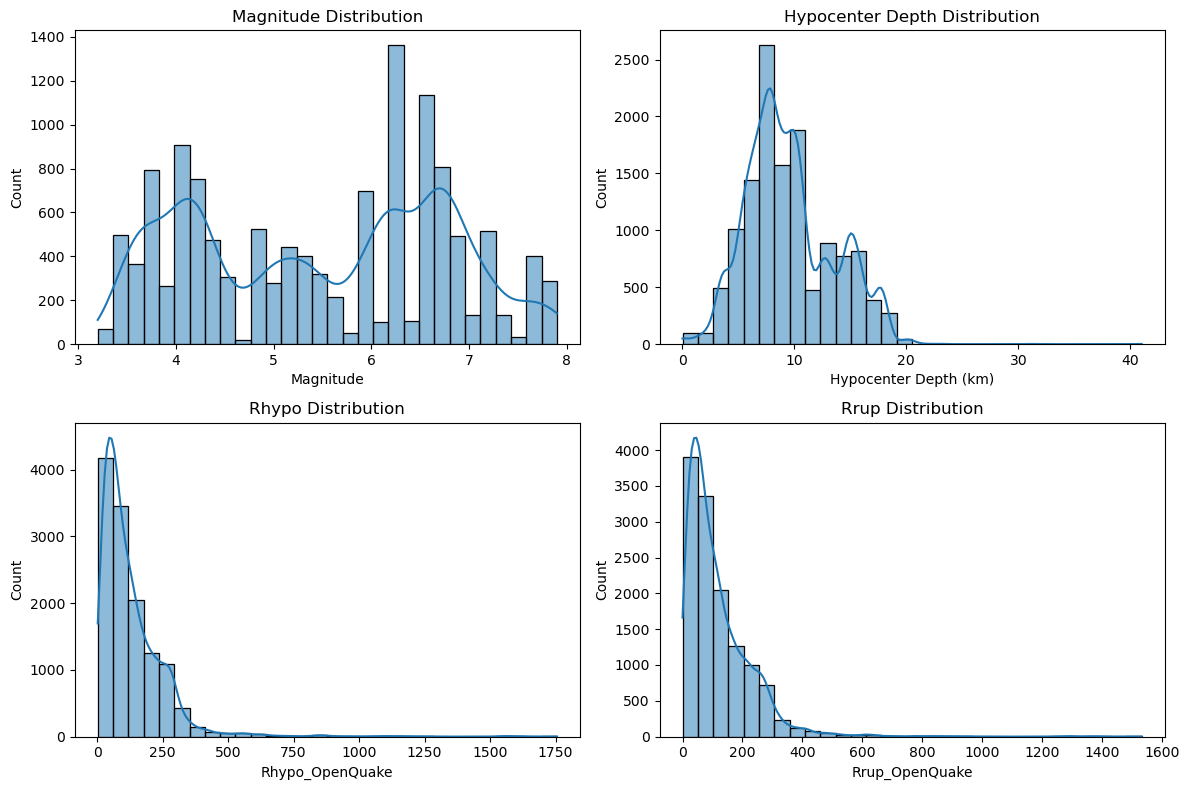 Magnitude Distribution
1400
1200
1000
800
600
400
200
0
Count
3 4 5 6 7 8
Magnitude
Hypocenter Depth Distribution
2500
2000
1500
1000
500
0
Count
0 10 20 30 40
Hypocenter Depth (km)
Rhypo Distribution
4000
3000
2000
1000
0
Count
0 250 500 750 1000 1250 1500 1750
Rhypo_OpenQuake
Rrup Distribution
4000
3500
3000
2500
2000
1500
1000
500
0
Count
0 200 400 600 800 1000 1200 1400 1600
Rrup_OpenQuake